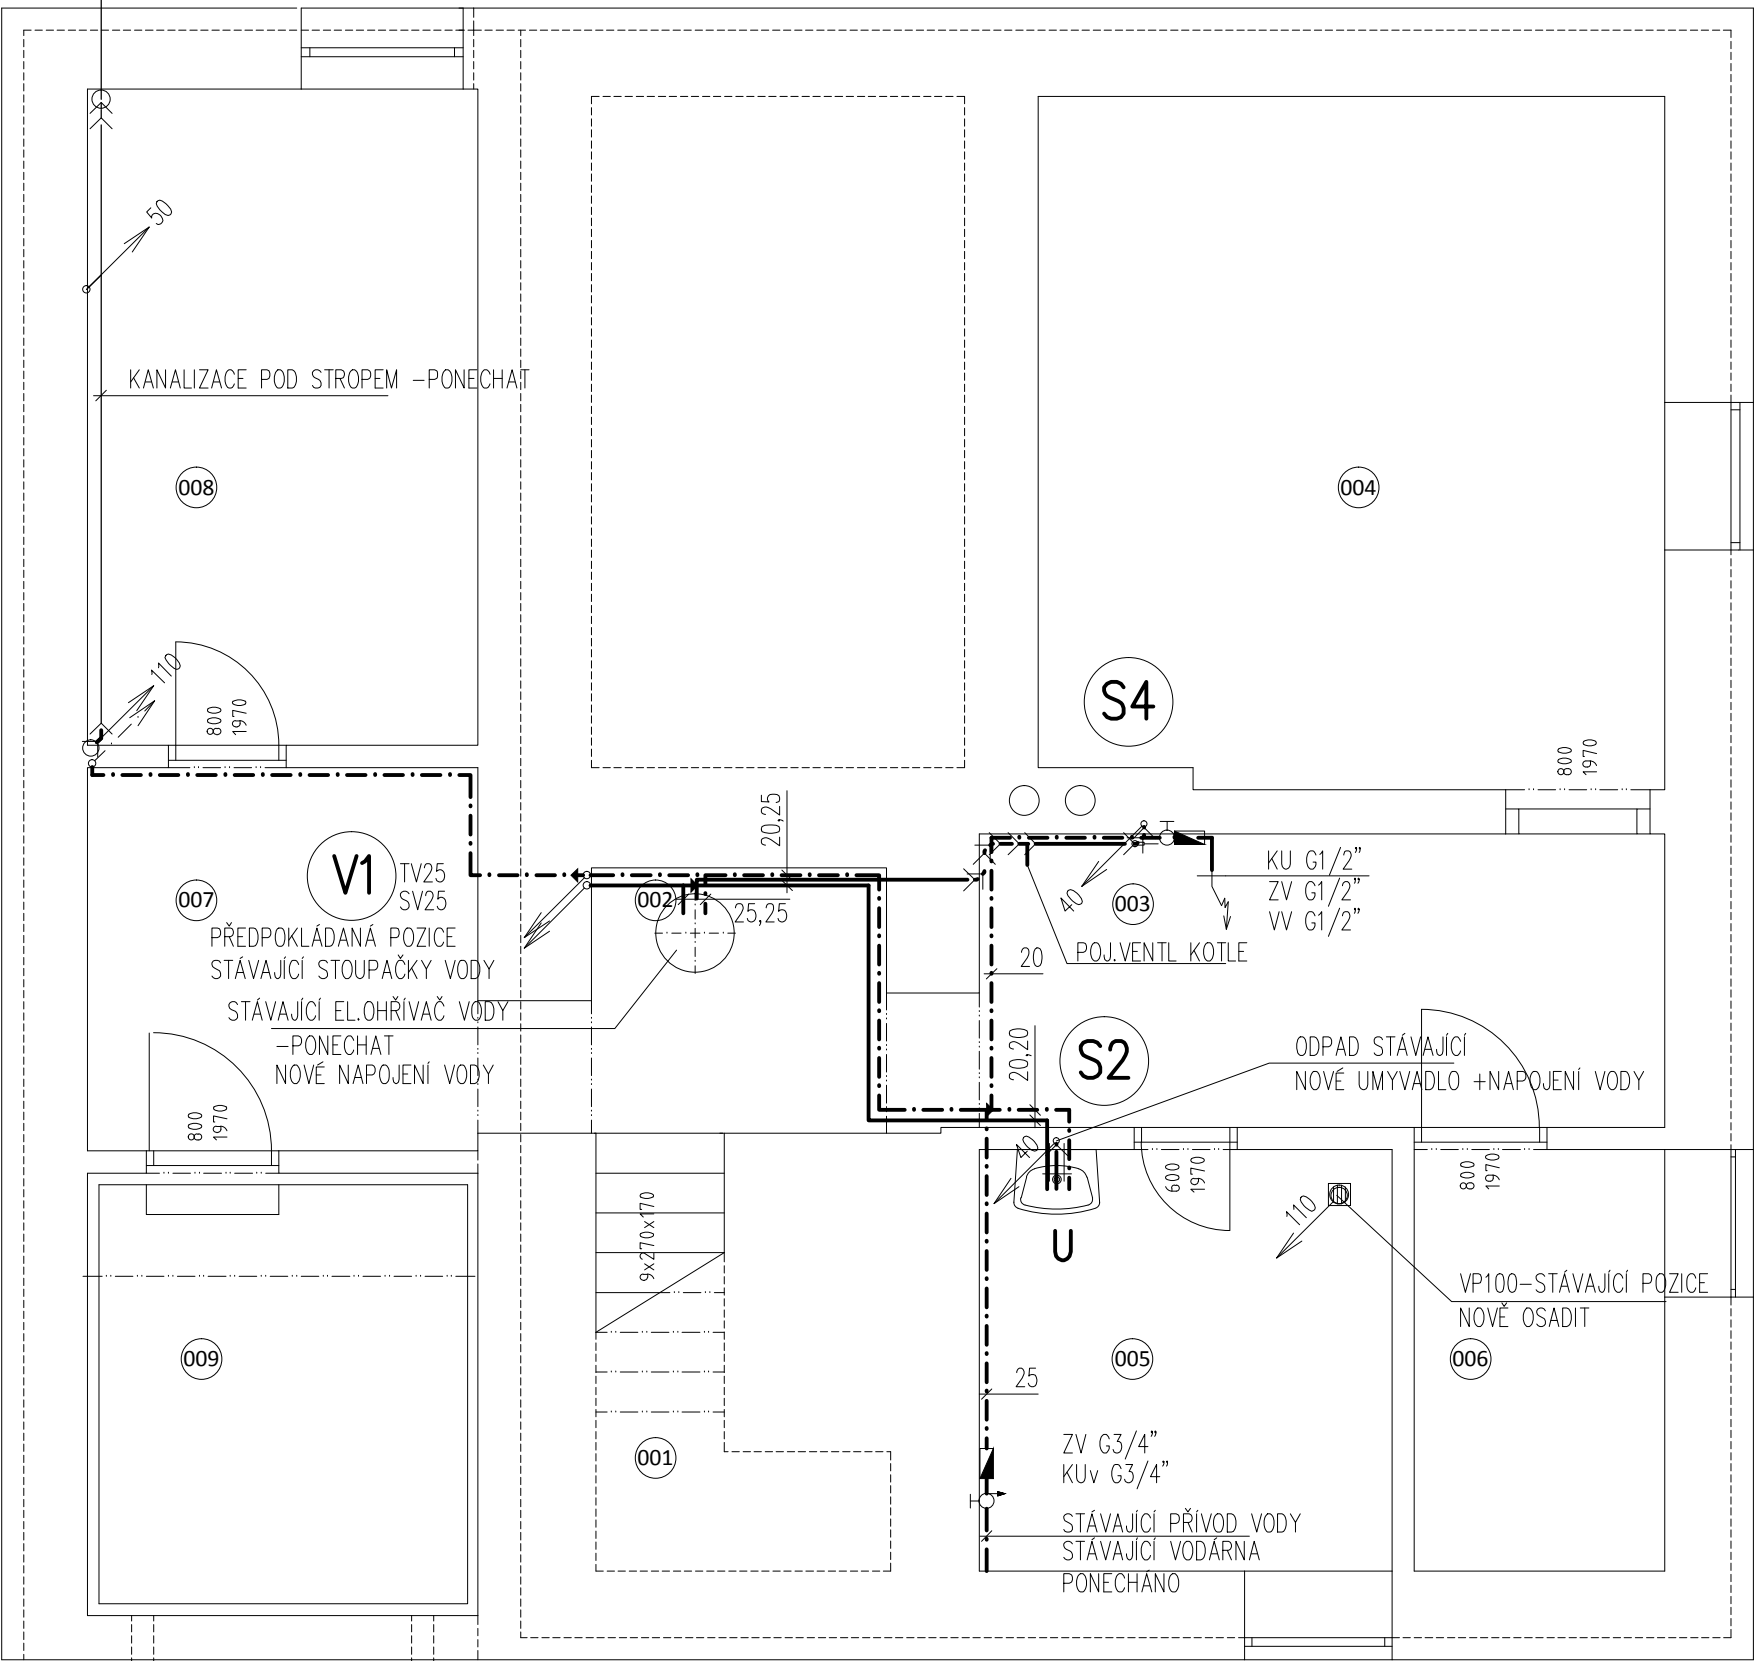 50
KANALIZACE POD STROPEM –PONECHAT
008
004
110
800
1970
S4
800
1970
V1
TV25
SV25
007
PŘEDPOKLÁDANÁ POZICE
STÁVAJÍCÍ STOUPAČKY VODY
STÁVAJÍCÍ EL.OHŘÍVAČ VODY
–PONECHAT
NOVÉ NAPOJENÍ VODY
20,25
002
25,25
40
003
KU G1/2”
ZV G1/2”
VV G1/2”
POJ.VENTL KOTLE
20
20,20
S2
ODPAD STÁVAJÍCÍ
NOVÉ UMYVADLO +NAPOJENÍ VODY
800
1970
40
600
1970
800
1970
9x270x170
U
110
VP100–STÁVAJÍCÍ POZICE
NOVĚ OSADIT
009
005
006
25
001
ZV G3/4”
KUv G3/4”
STÁVAJÍCÍ PŘÍVOD VODY
STÁVAJÍCÍ VODÁRNA
PONECHÁNO